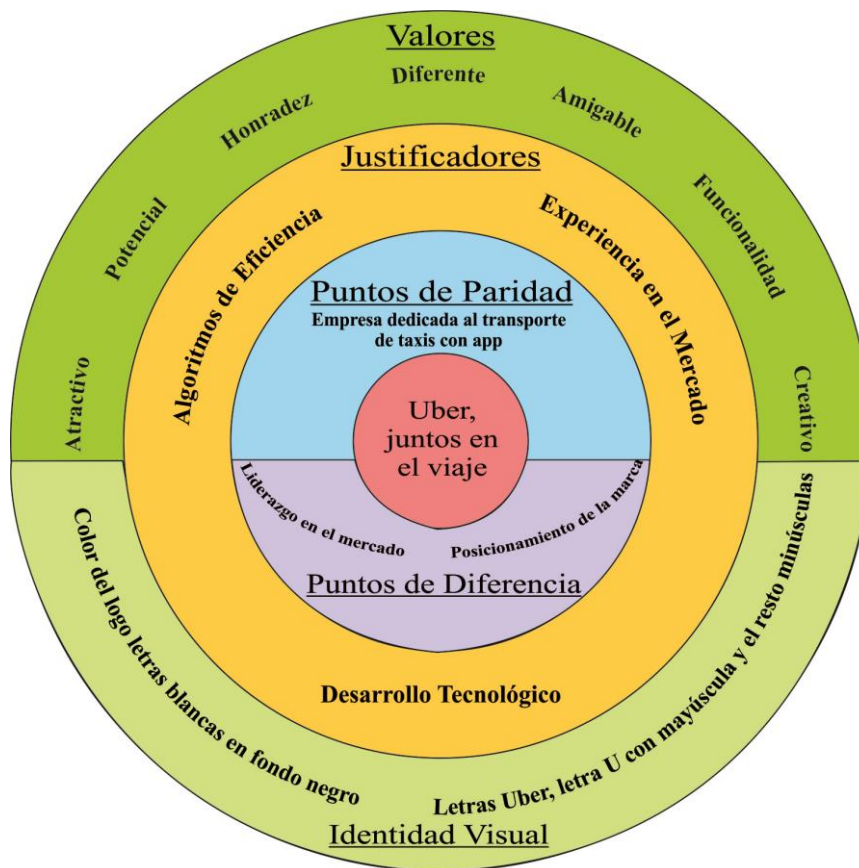 Valores
Atractivo
Potencial
Honradez
Diferente
Amigable
Funcionalidad
Creativo
Justificadores
Algoritmos de Eficiencia
Experiencia en el Mercado
Desarrollo Tecnológico
Puntos de Paridad
Empresa dedicada al transporte
de taxis con app
Uber,
juntos en
el viaje
Liderazgo en el mercado
Posicionamiento de la marca
Puntos de Diferencia
Color del logo letras blancas en fondo negro
Letras Uber, letra U con mayúscula y el resto minúsculas
Identidad Visual